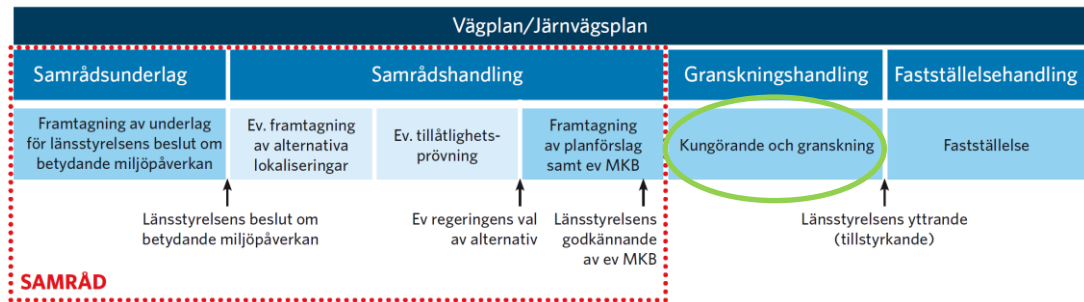 Vägplan/Järnvägsplan
Samrådsunderlag
Samrådshandling
Granskningshandling
Fastställelsehandling
Framtagning av underlag
för länsstyrelsens beslut om
betydande miljöpåverkan
Ev. framtagning
av alternativa
lokaliseringar
Ev. tillåtlighets-
prövning
Framtagning
av planförslag
samt ev MKB
Kungörande och granskning
Fastställelse
Länsstyrelsens beslut om
betydande miljöpåverkan
Ev regeringens val
av alternativ
Länsstyrelsens
godkännande
av ev MKB
Länsstyrelsens yttrande
(tillstyrkande)
SAMRÅD